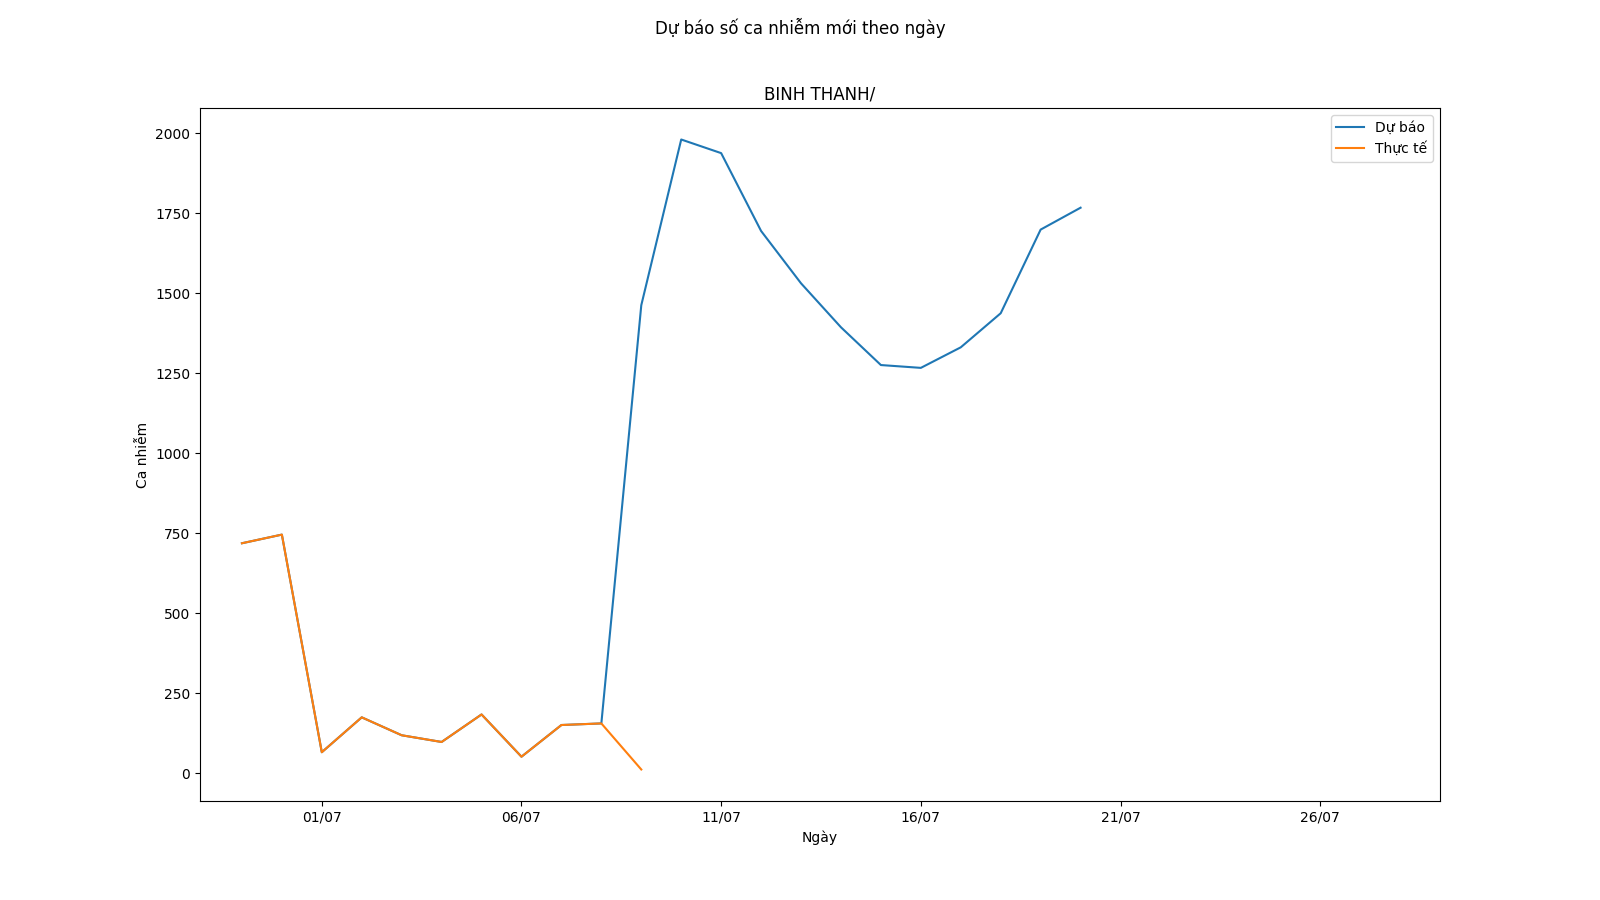 Dự báo số ca nhiễm mới theo ngày
BINH THANH/
Dự báo
Thực tế
Ca nhiễm
2000
1750
1500
1250
1000
750
500
250
0
01/07
06/07
11/07
16/07
21/07
26/07
Ngày